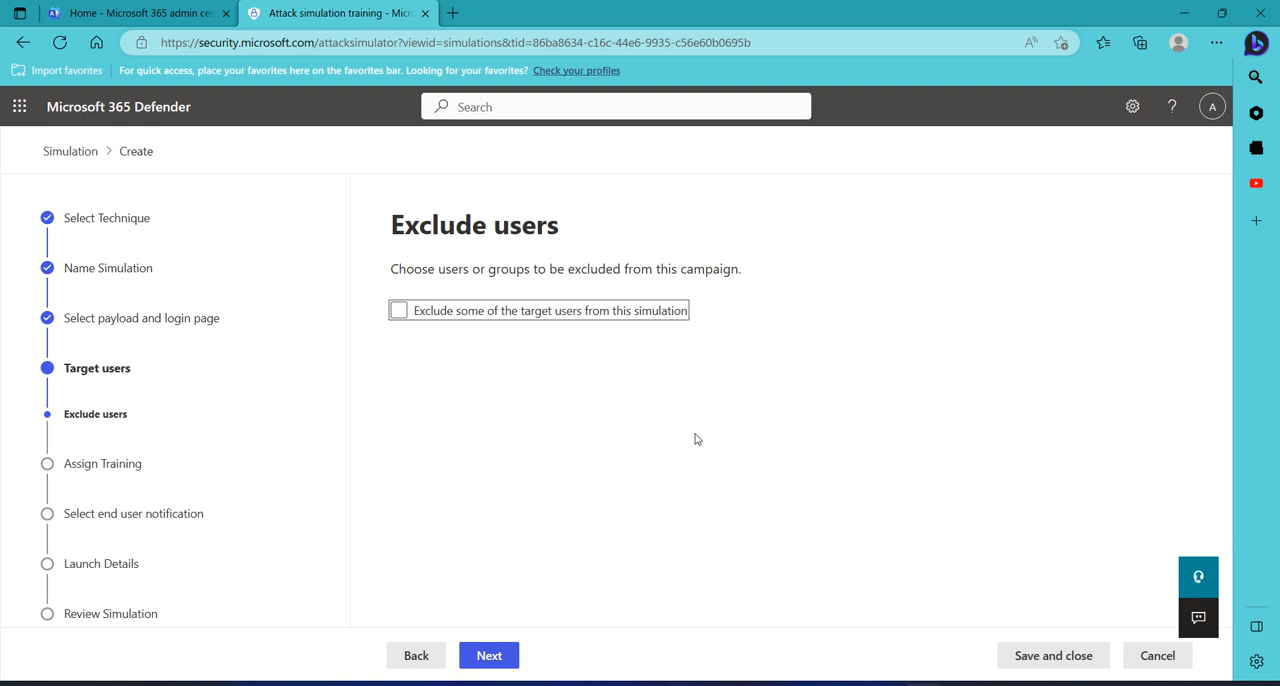 Home - Microsoft 365 admin cen
Attack simulation training - Micro
https://security.microsoft.com/attacksimulator?viewid=simulations&tid=86ba8634-c16c-44e6-9935-c56e60b0695b
Import favorites
For quick access, place your favorites here on the favorites bar. Looking for your favorites? Check your profiles
Microsoft 365 Defender
Search
A
Simulation > Create
Select Technique
Name Simulation
Select payload and login page
Target users
Exclude users
Assign Training
Select end user notification
Launch Details
Review Simulation
Exclude users
Choose users or groups to be excluded from this campaign.
Exclude some of the target users from this simulation
Back
Next
Save and close
Cancel